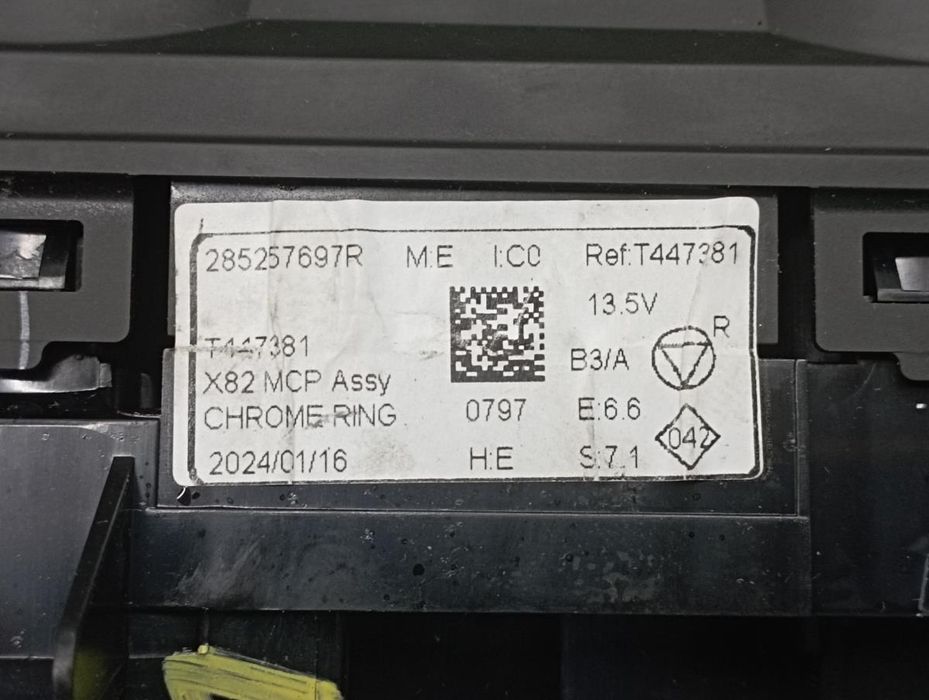 285257697R M:E I:C0 Ref:T447381
13.5V
R
T447381
B3/A
X82 MCP Assy
CHROME RING 0797 E:6.6
042
2024/01/16 H:E S:7.1